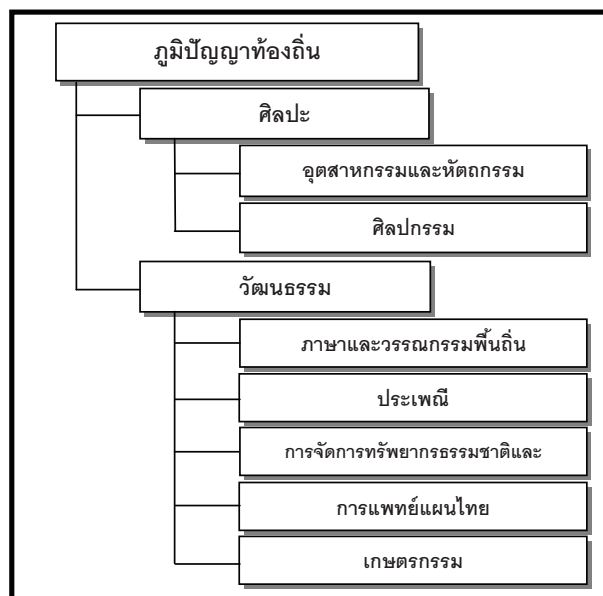 ภูมิปัญญาท้องถิ่น
ศิลปะ
อุตสาหกรรมและหัตถกรรม
ศิลปกรรม
วัฒนธรรม
ภาษาและวรรณกรรมพื้นถิ่น
ประเพณี
การจัดการทรัพยากรธรรมชาติและ
การแพทย์แผนไทย
เกษตรกรรม